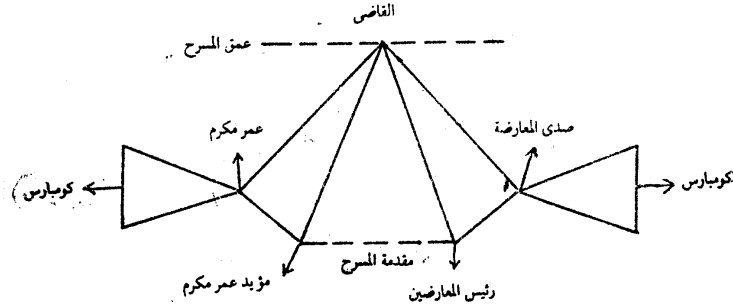 القاضى
عمق المسرح
عمر مكرم
صدى المعارضة
كومبارس
كومبارس
مقدمة المسرح
مؤيد عمر مكرم
رئيس المعارضين